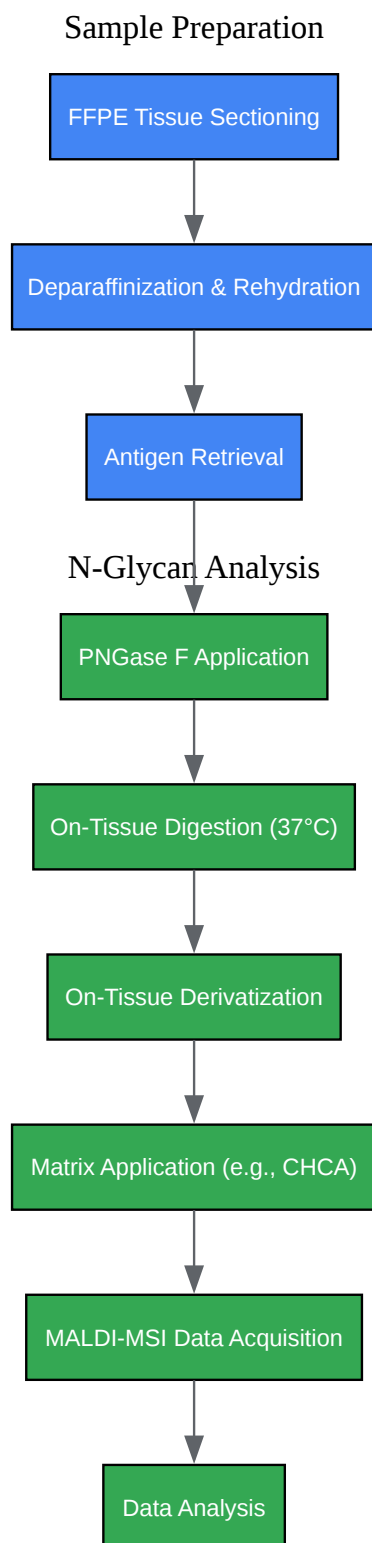 Sample Preparation
FFPE Tissue Sectioning
Deparaffinization & Rehydration
Antigen Retrieval
N-Glycan Analysis
PNGase F Application
On-Tissue Digestion (37°C)
On-Tissue Derivatization
Matrix Application (e.g., CHCA)
MALDI-MSI Data Acquisition
Data Analysis